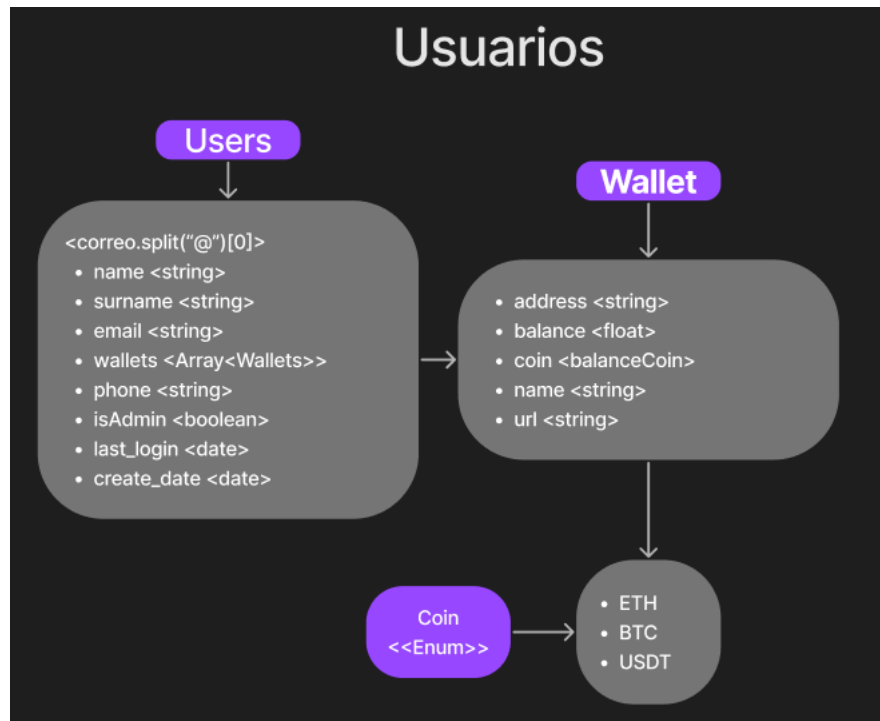 Usuarios
Users
<correo.split(“@”)[0]>
• name <string>
• surname <string>
• email <string>
• wallets <Array<Wallets>>
• phone <string>
• isAdmin <boolean>
• last_login <date>
• create_date <date>
Wallet
• address <string>
• balance <float>
• coin <balanceCoin>
• name <string>
• url <string>
Coin
<<Enum>>
• ETH
• BTC
• USDT